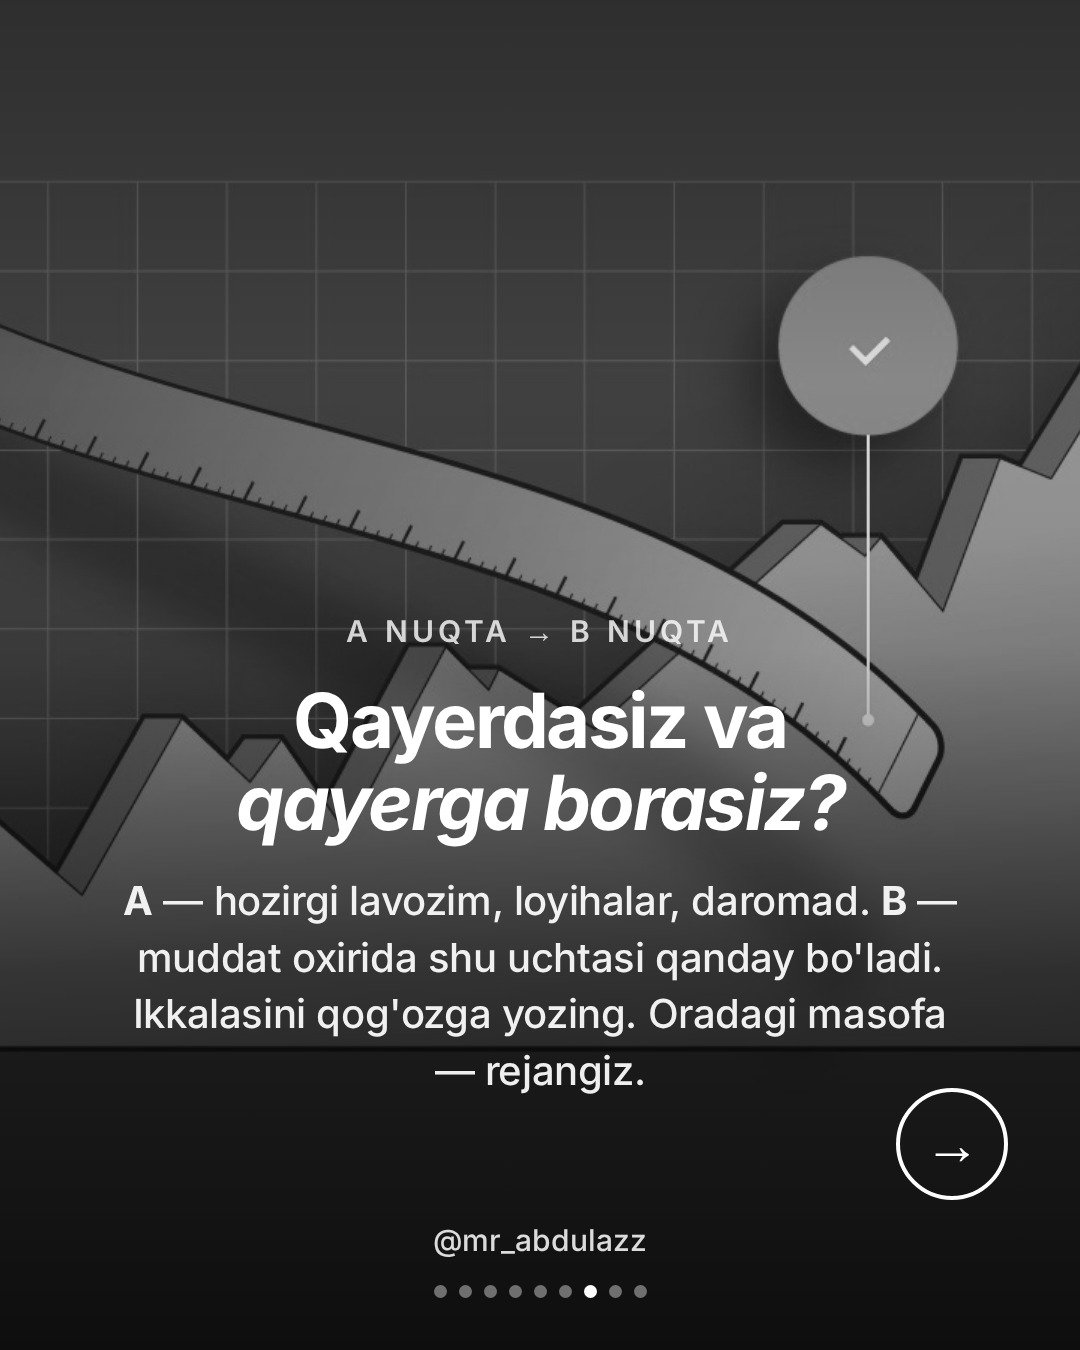 A NUQTA → B NUQTA
Qayerdasiz va
qayerga borasiz?
A — hozirgi lavozim, loyihalar, daromad. B —
muddat oxirida shu uchtasi qanday bo'ladi.
Ikkalasini qog'ozga yozing. Oradagi masofa
— rejangiz.
→
@mr_abdulazz